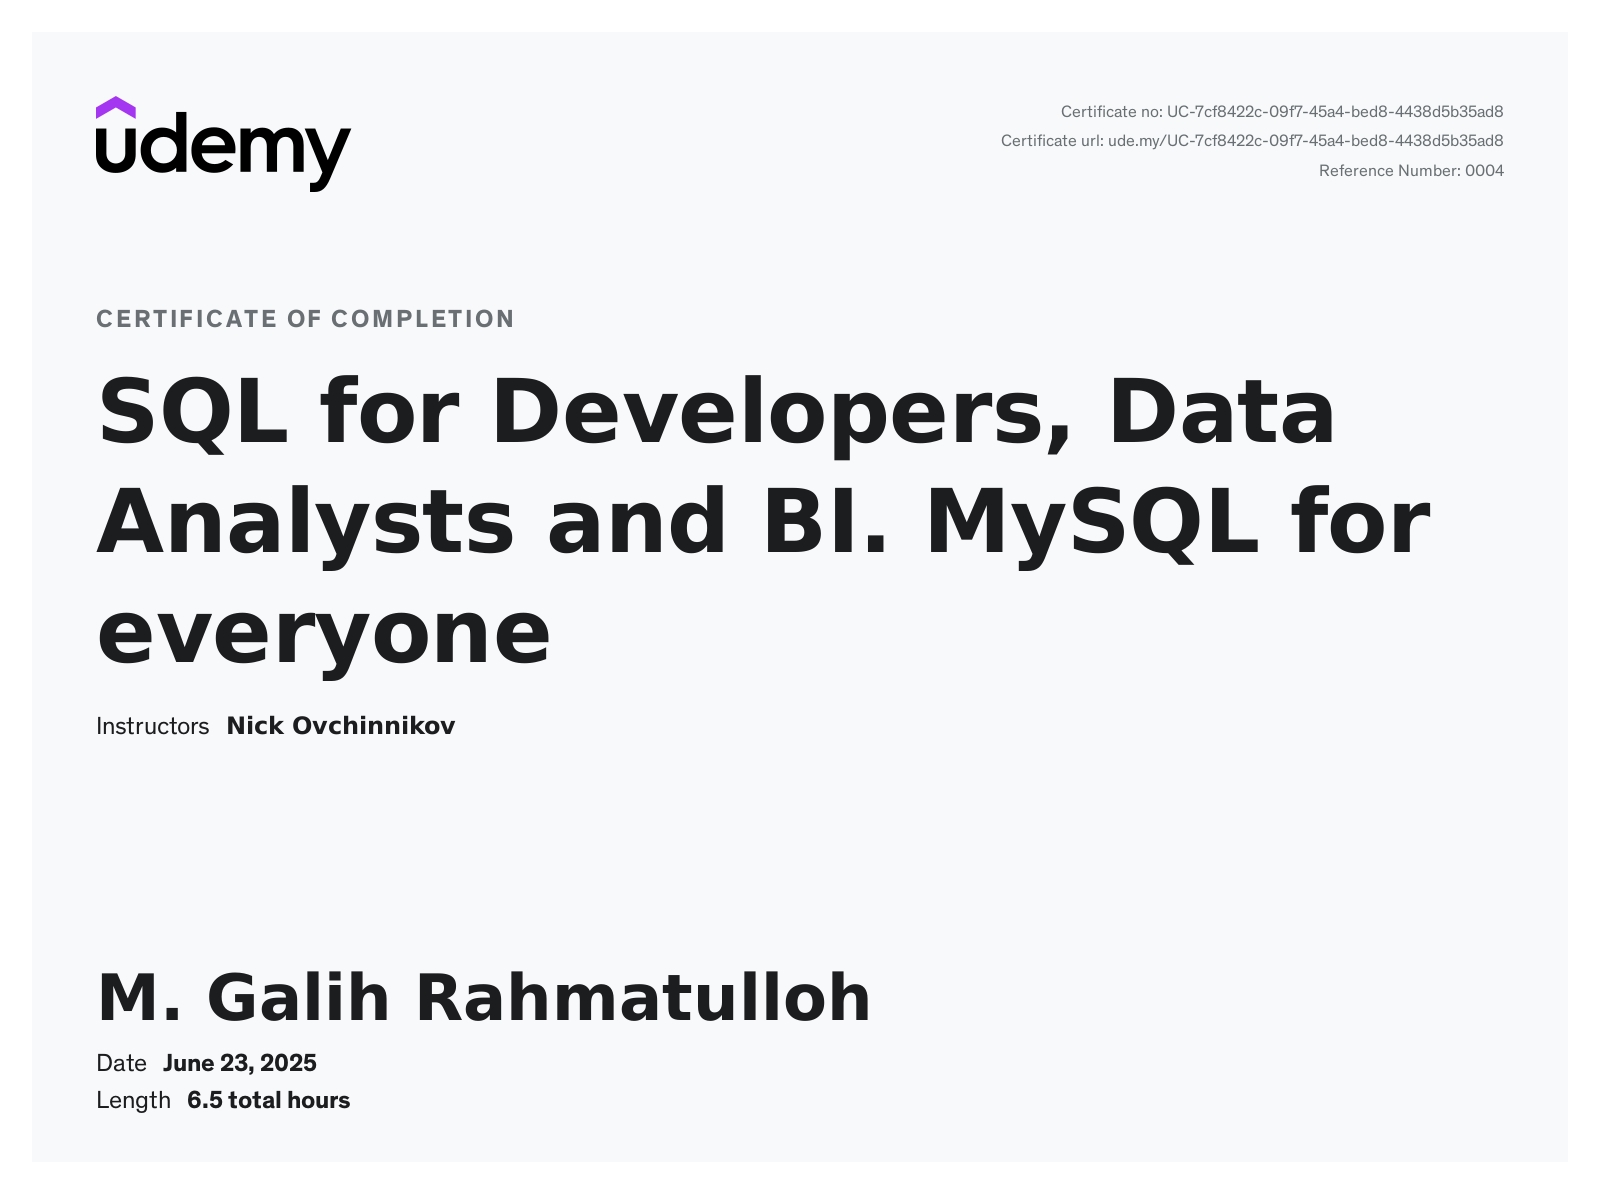 udemy
Certificate no: UC-7cf8422c-09f7-45a4-bed8-4438d5b35ad8
Certificate url: ude.my/UC-7cf8422c-09f7-45a4-bed8-4438d5b35ad8
Reference Number: 0004
CERTIFICATE OF COMPLETION
SQL for Developers, Data
Analysts and BI. MySQL for
everyone
Instructors Nick Ovchinnikov
M. Galih Rahmatulloh
Date June 23, 2025
Length 6.5 total hours